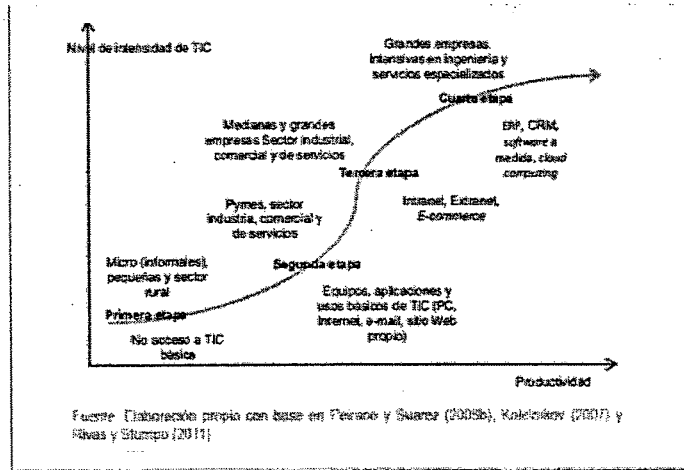 Nivel de intensidad de TIC
Grandes empresas.
Intensivas en ingeniería y
servicios especializados
Cuarta etapa
ERP, CRM,
software a
medida, cloud
computing
Medianas y grandes
empresas Sector industrial,
comercial y de servicios
Tercera etapa
Intranet, Extranet,
E-commerce
Pymes, sector
industria, comercial y
de servicios
Segunda etapa
Equipos, aplicaciones y
usos básicos de TIC (PC,
Internet, e-mail, sitio Web
propio)
Micro (informales),
pequeñas y sector
rural
Primera etapa
No acceso a TIC
básica
Productividad
Fuente: Elaboración propia con base en Peirano y Suarez (2005b), (2007) y
Rivas y Stumpo (2011)